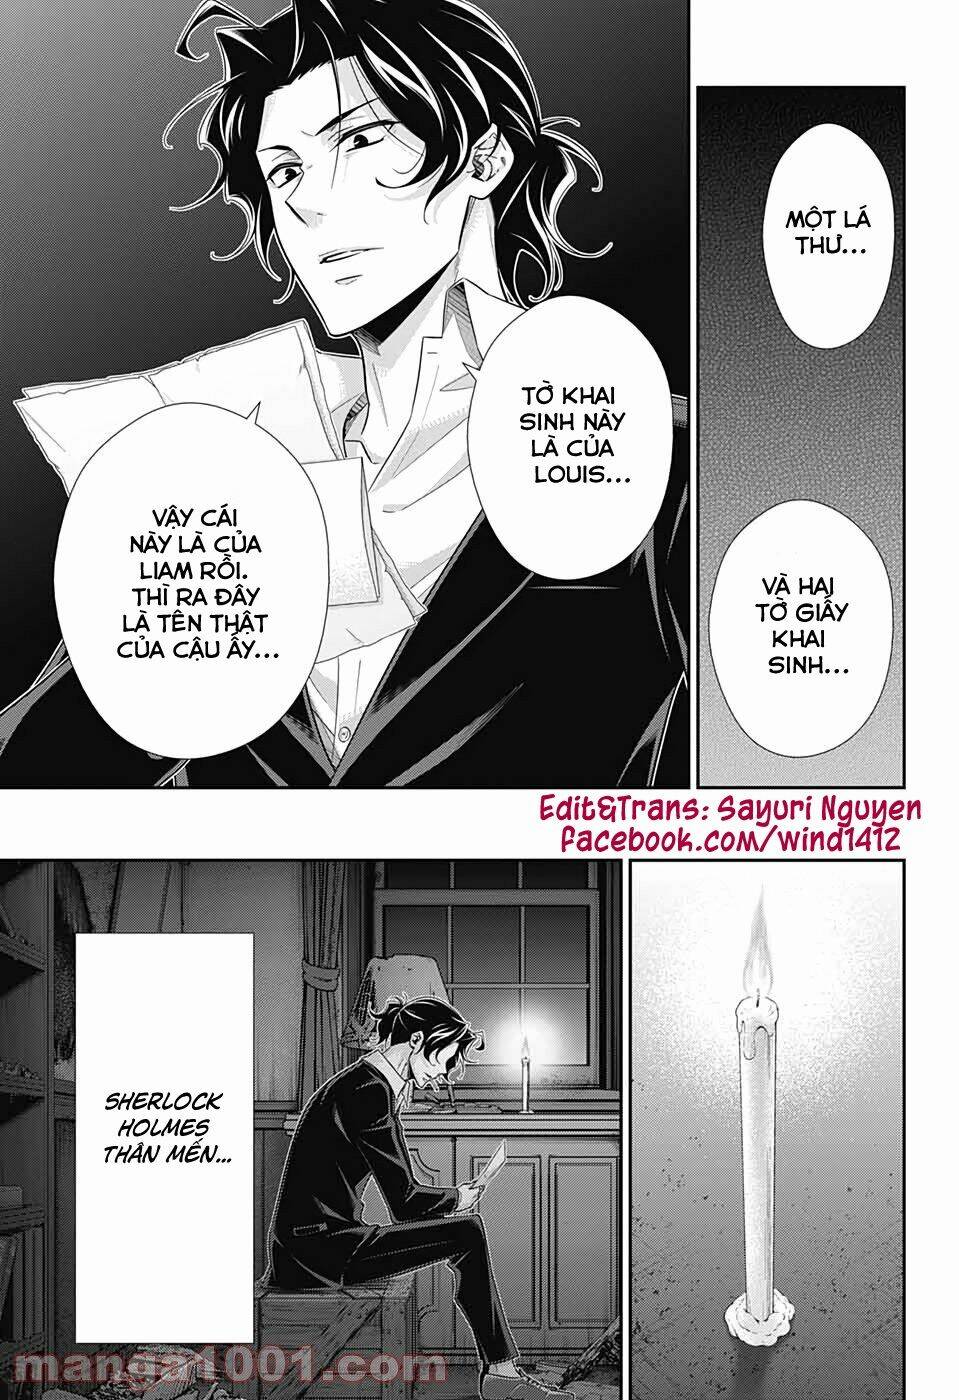 MỘT LÁ
THƯ...
VÀ HAI
TỜ GIẤY
KHAI
SINH...
TỜ KHAI
SINH NÀY
LÀ CỦA
LOUIS...
VẬY CÁI
NÀY LÀ CỦA
LIAM RỒI.
THÌ RA ĐÂY
LÀ TÊN THẬT
CỦA CẬU ẤY...
Edit&Trans: Sayuri Nguyen
facebook.com/wind1412
SHERLOCK
HOLMES
THÂN MẾN...
manga1001.com